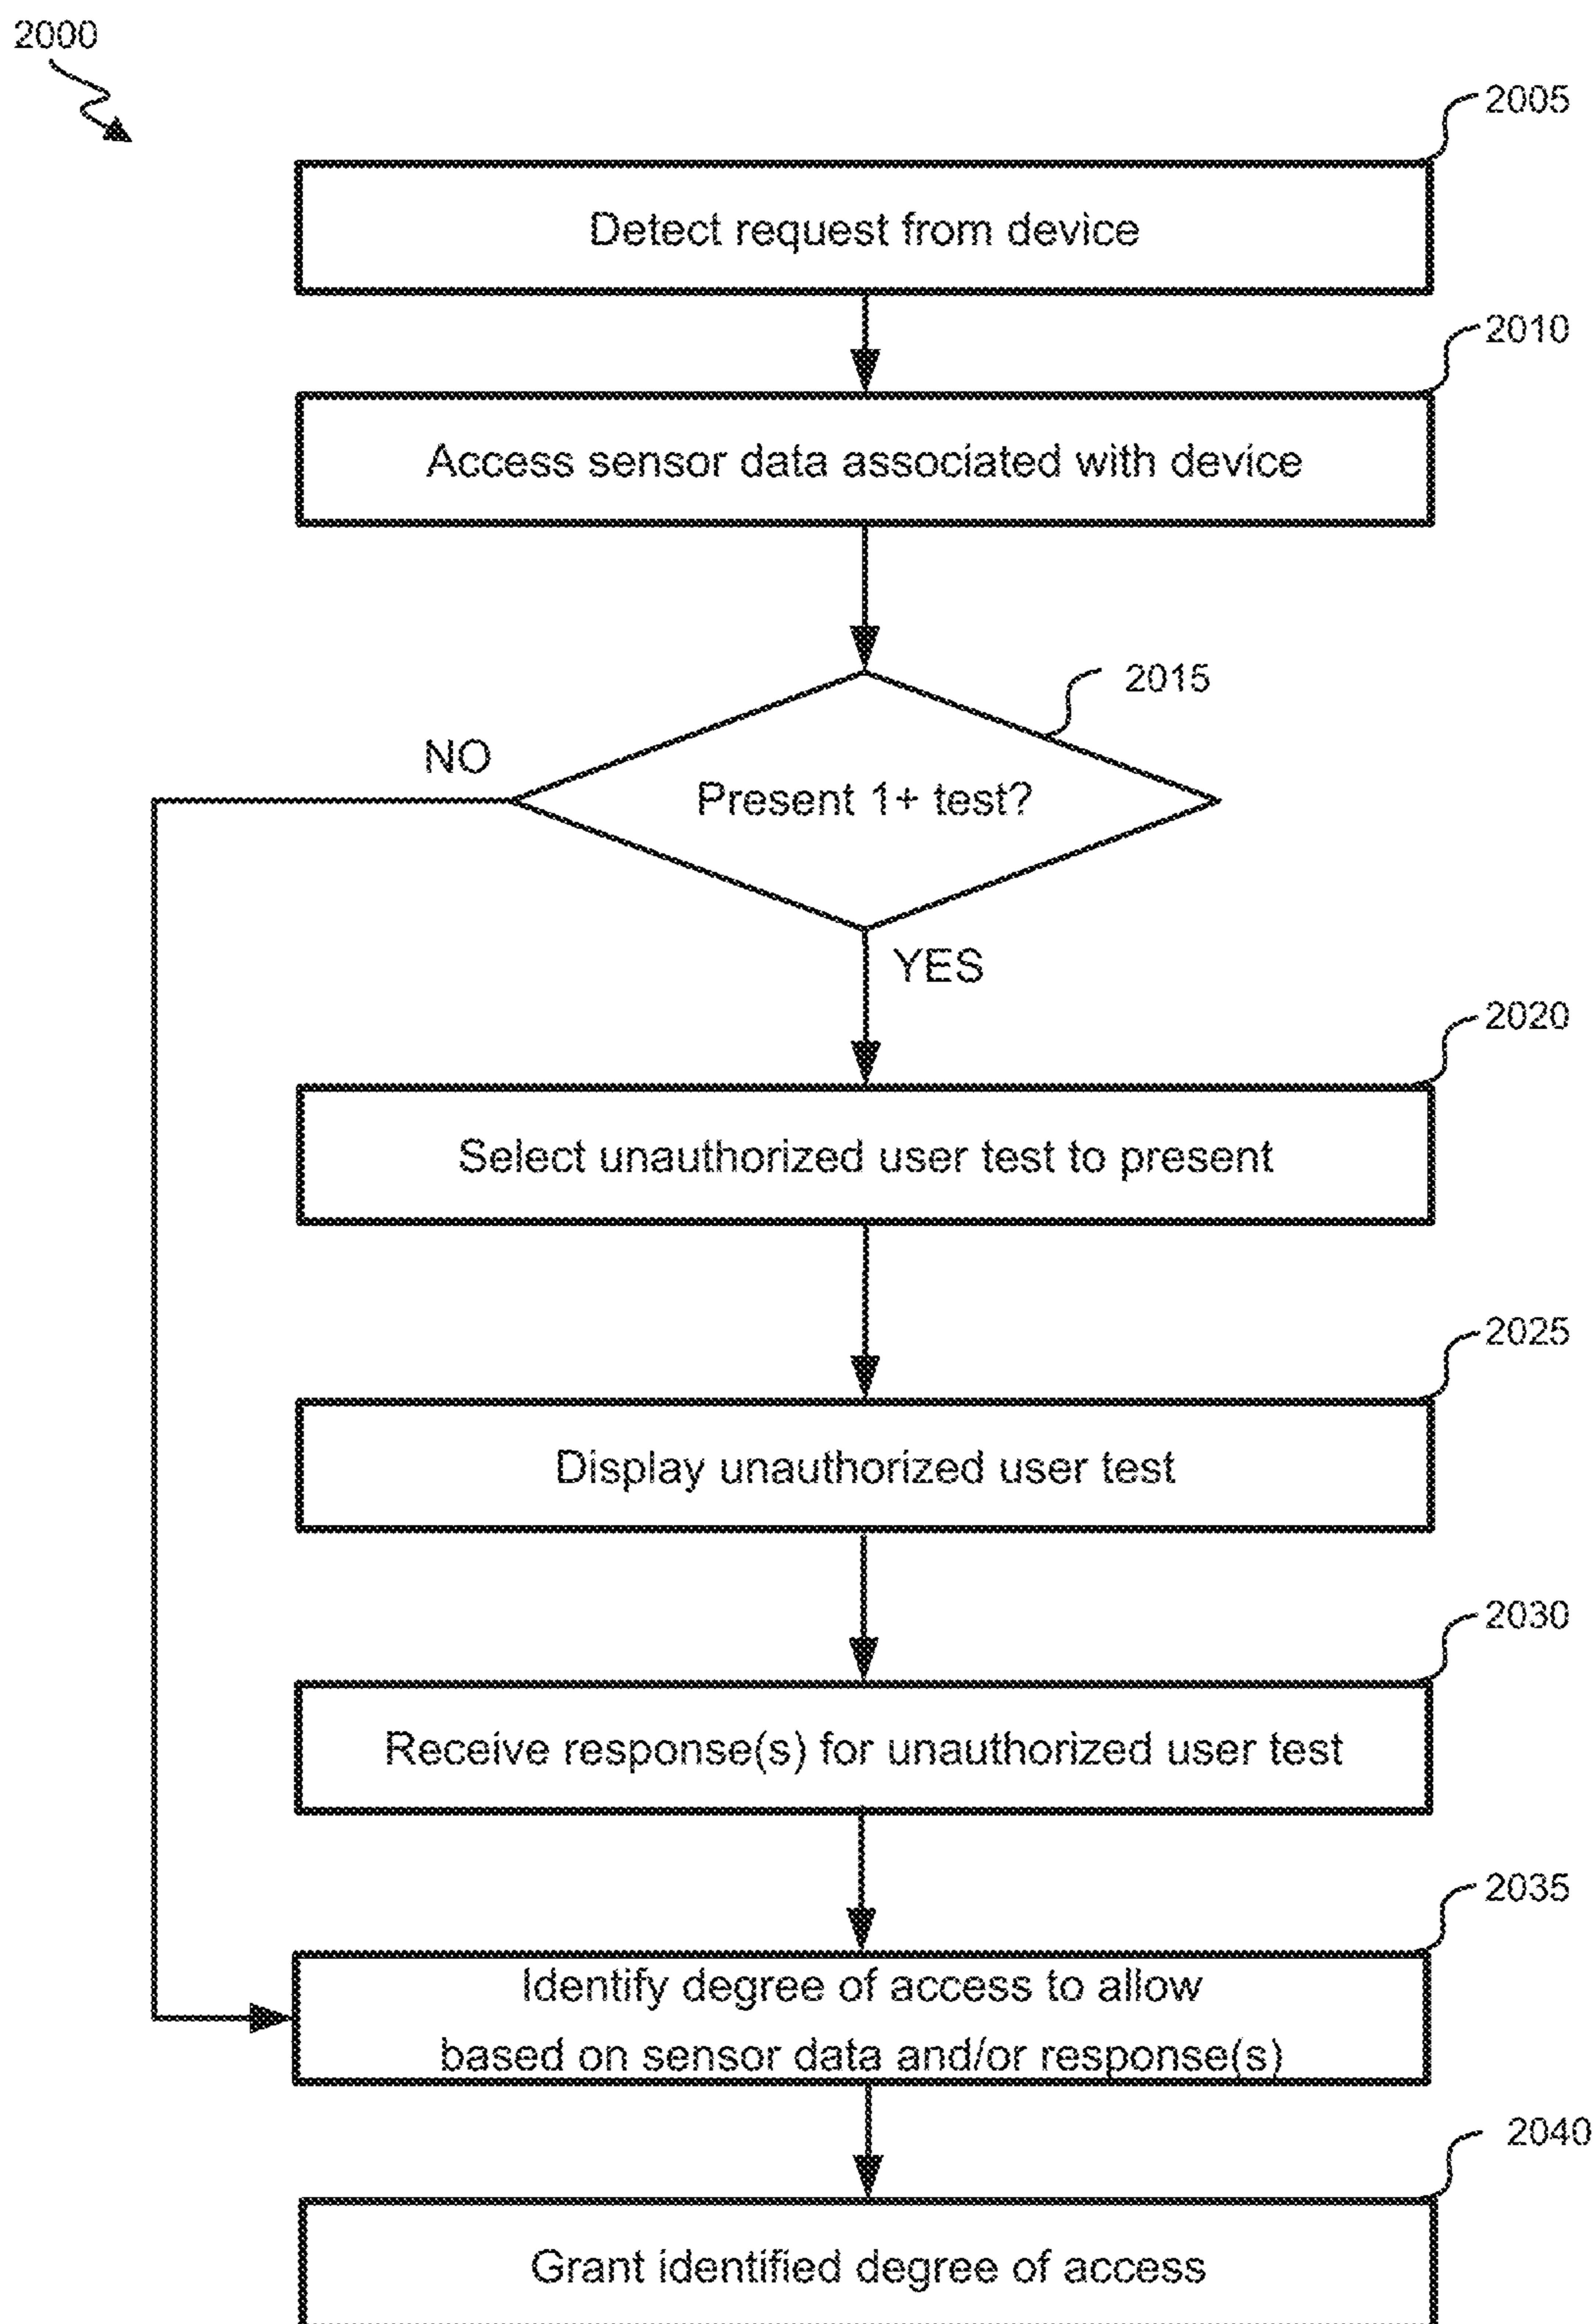 2000
2005
Detect request from device
2010
Access sensor data associated with device
2015
NO
Present 1+ test?
YES
2020
Select unauthorized user test to present
2025
Display unauthorized user test
2030
Receive response(s) for unauthorized user test
2035
Identify degree of access to allow
based on sensor data and/or response(s)
2040
Grant identified degree of access